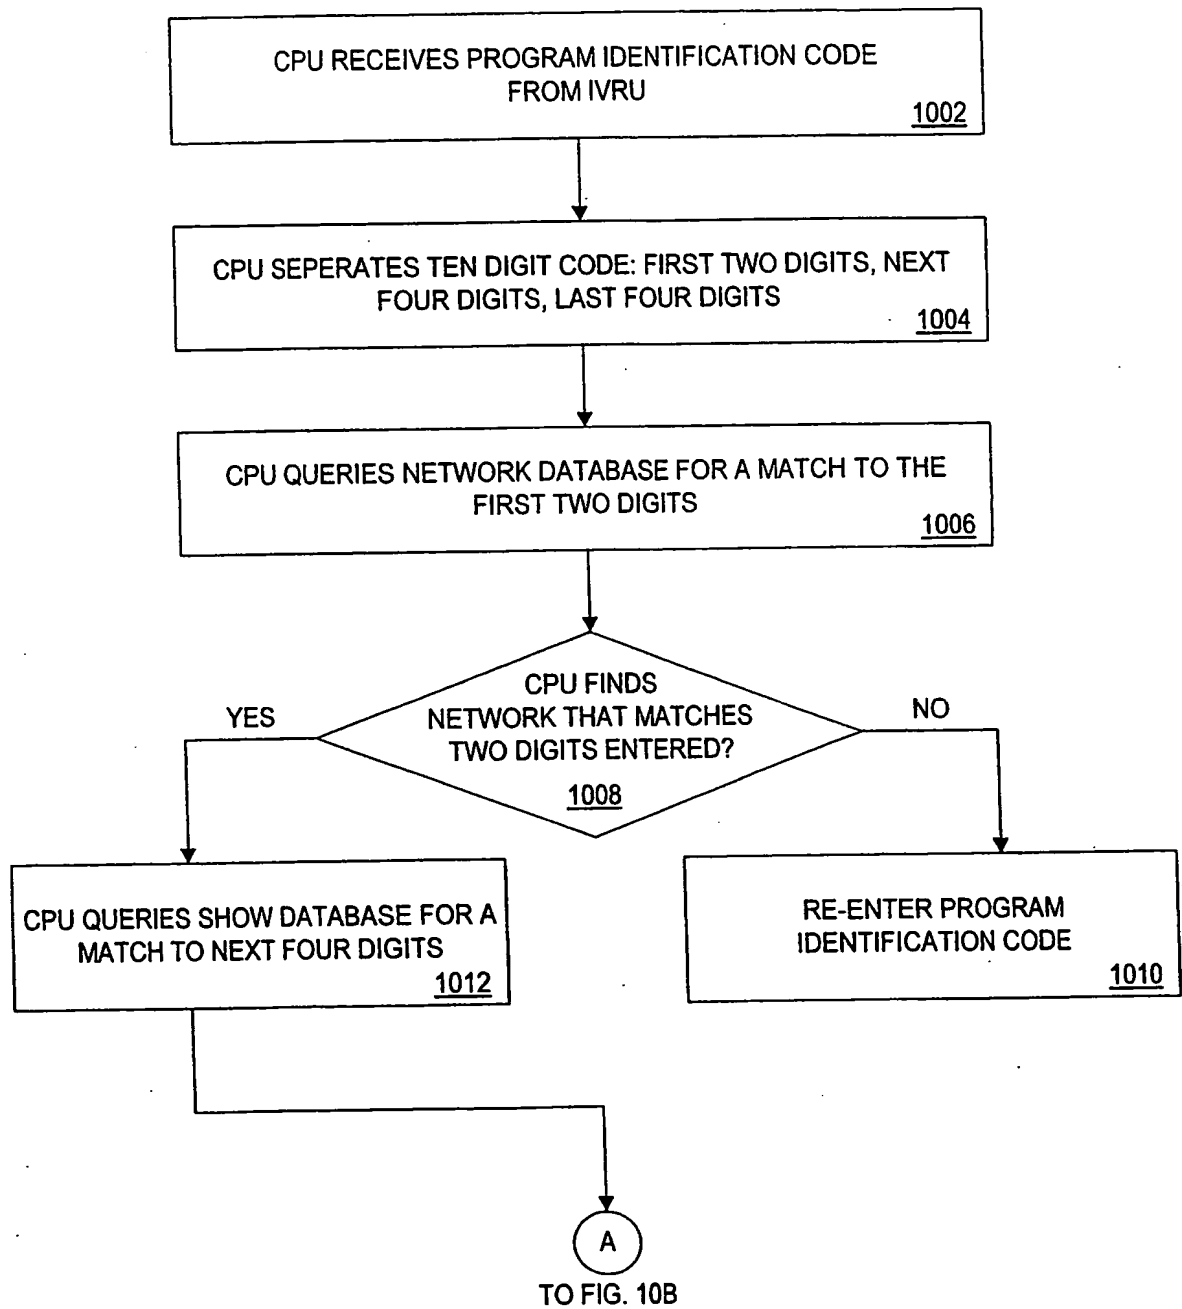 CPU RECEIVES PROGRAM IDENTIFICATION CODE
FROM IVRU
1002
CPU SEPERATES TEN DIGIT CODE: FIRST TWO DIGITS, NEXT
FOUR DIGITS, LAST FOUR DIGITS
1004
CPU QUERIES NETWORK DATABASE FOR A MATCH TO THE
FIRST TWO DIGITS
1006
CPU FINDS
NETWORK THAT MATCHES
TWO DIGITS ENTERED?
1008
YES
NO
CPU QUERIES SHOW DATABASE FOR A
MATCH TO NEXT FOUR DIGITS
1012
RE-ENTER PROGRAM
IDENTIFICATION CODE
1010
A
TO FIG. 10B